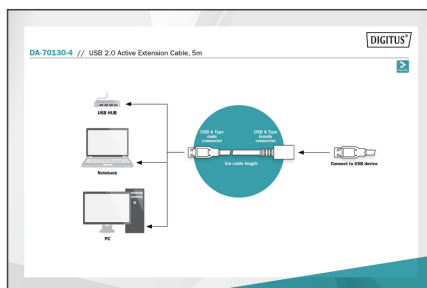 DIGITUS®
DA-70130-4 // USB 2.0 Active Extension Cable, 5m
USB HUB
USB A Type
male
connector
USB A Type
female
connector
5m cable length
Notebook
Connect to USB device
PC